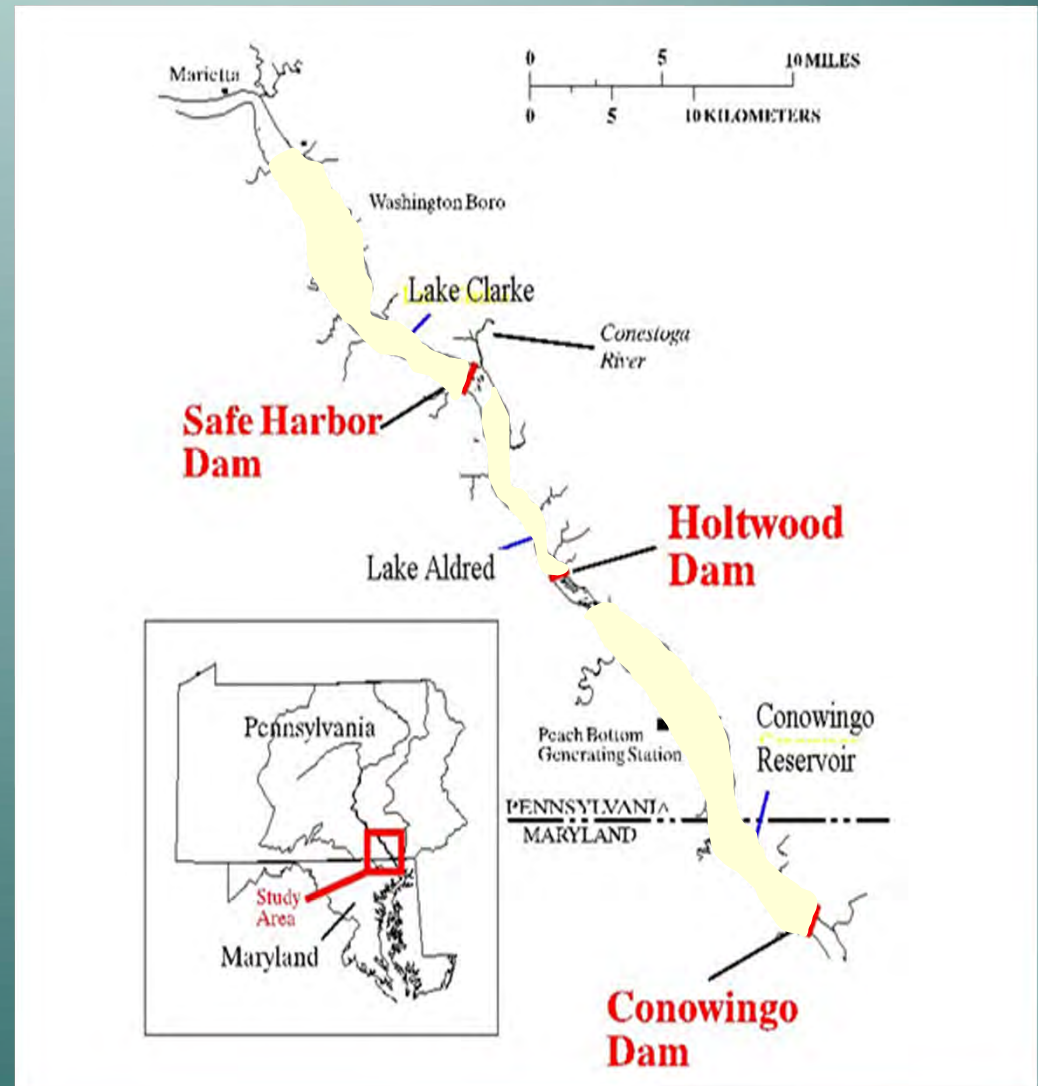 0 5 10 MILES
0 5 10 KILOMETERS
Marietta
Washington Boro
Lake Clarke
Conestoga
River
Safe Harbor
Dam
Holtwood
Dam
Lake Aldred
Pennsylvania
Study
Area
Maryland
Peach Bottom
Generating Station
Conowingo
Reservoir
PENNSYLVANIA
MARYLAND
Conowingo
Dam